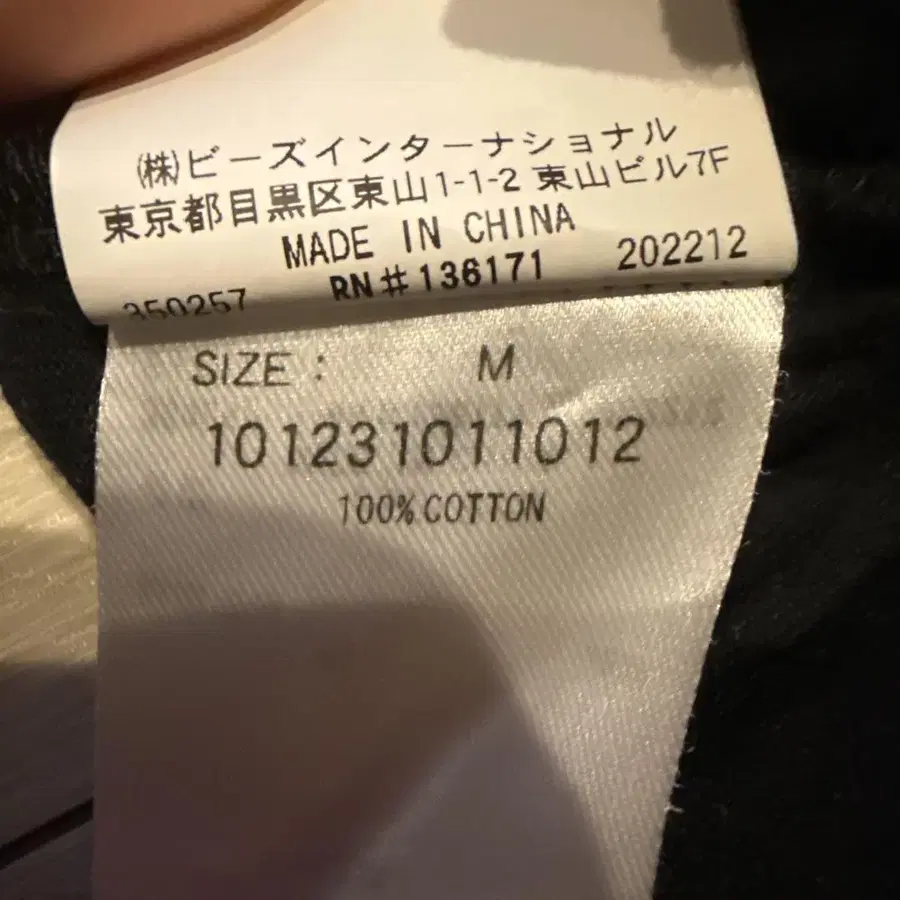 ㈱ビーズインターナショナル
東京都目黒区東山1-1-2 東山ビル7F
MADE IN CHINA
RN#136171 202212
350257
SIZE : M
101231011012
100% COTTON